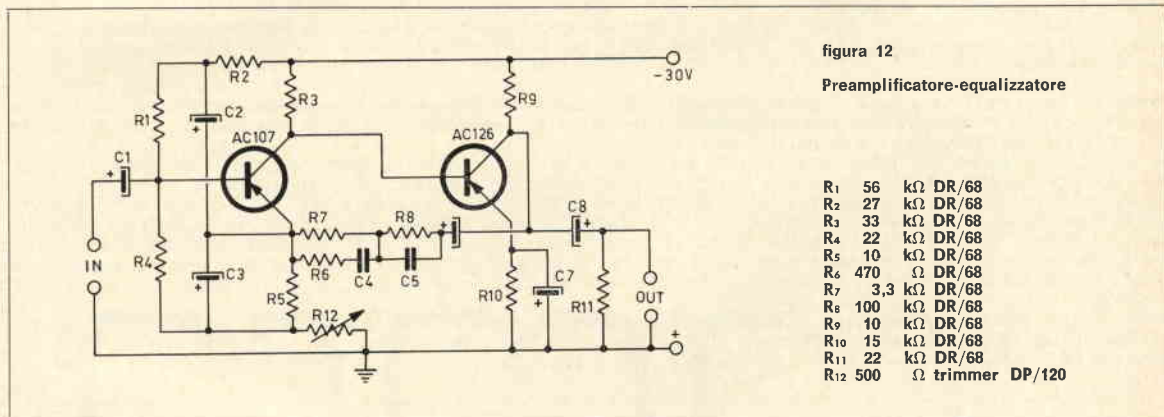 figura 12
Preamplificatore-equalizzatore
R1 56 kΩ DR/68
R2 27 kΩ DR/68
R3 33 kΩ DR/68
R4 22 kΩ DR/68
R5 10 kΩ DR/68
R6 470 Ω DR/68
R7 3,3 kΩ DR/68
R8 100 kΩ DR/68
R9 10 kΩ DR/68
R10 15 kΩ DR/68
R11 22 kΩ DR/68
R12 500 Ω trimmer DP/120
R2
-30V
R3
R9
R1
C2
+
AC107
AC126
C1
+
C8
+
R7
R8
+
IN
R4
C3
+
R6
C4
C5
R5
R10
C7
+
R11
OUT
R12
+